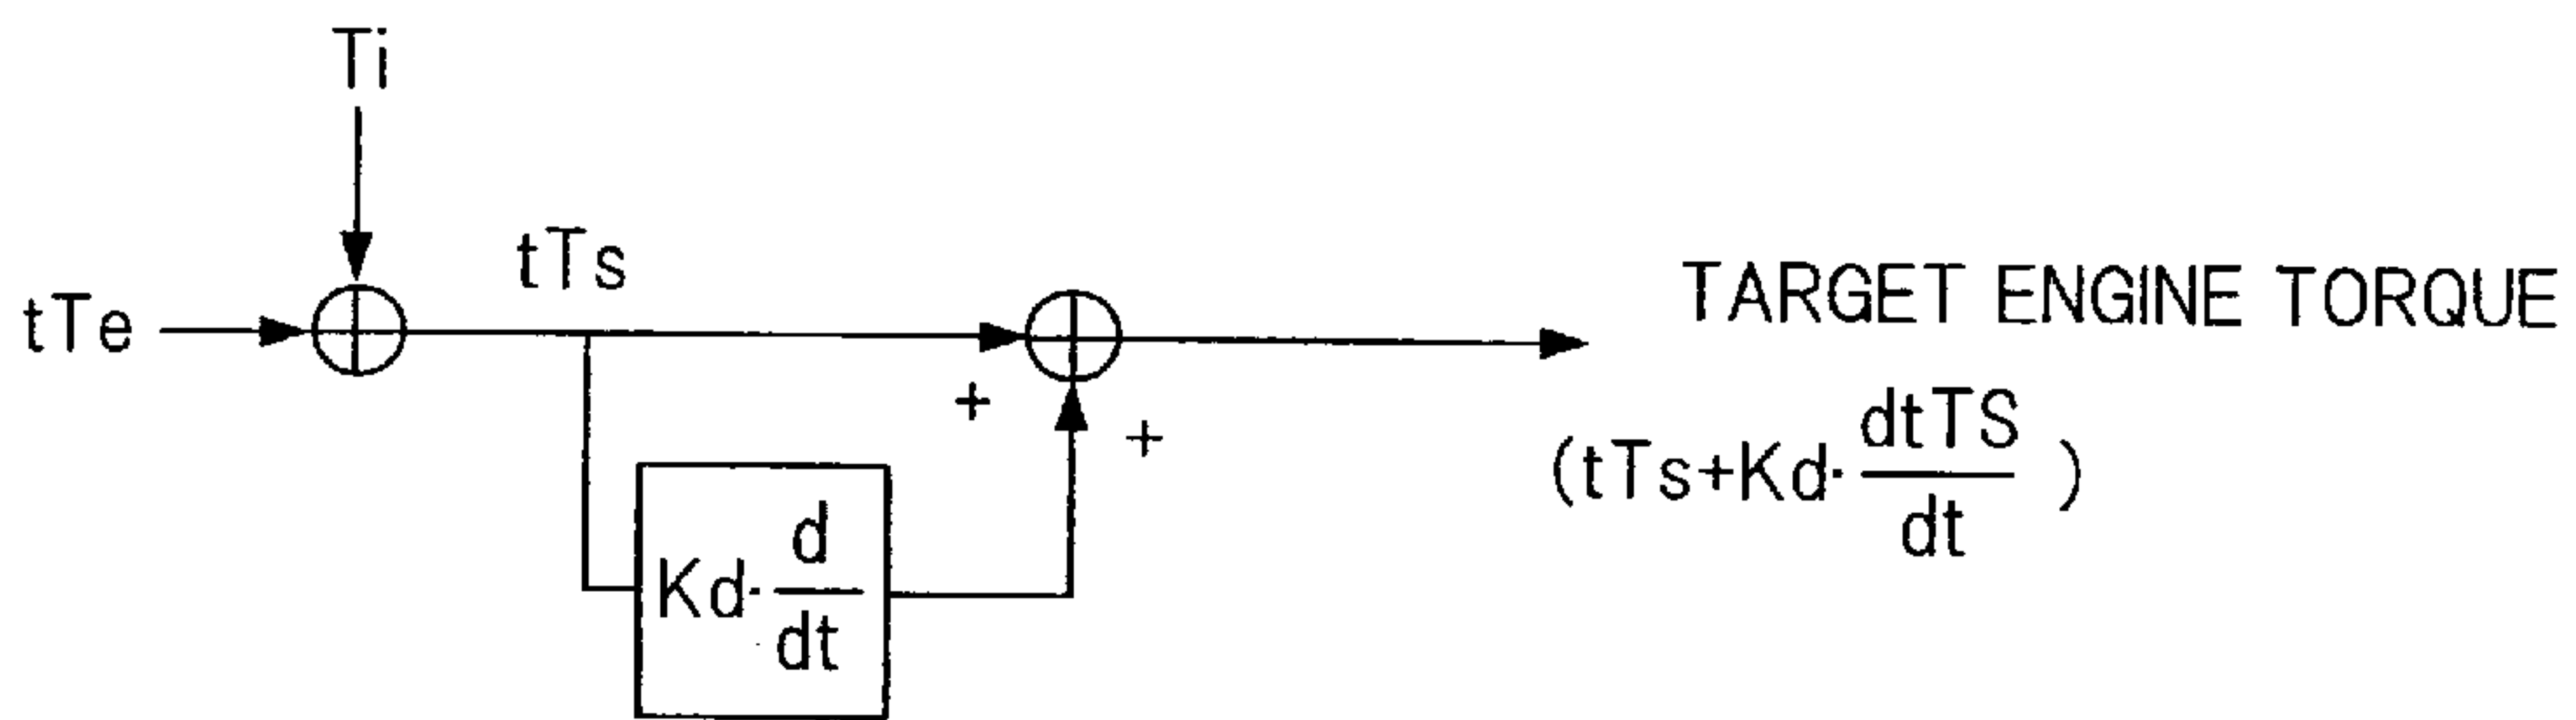 Ti
tTe
tTs
TARGET ENGINE TORQUE
+
+
(tTs+Kd· dtTS/dt )
Kd· d/dt